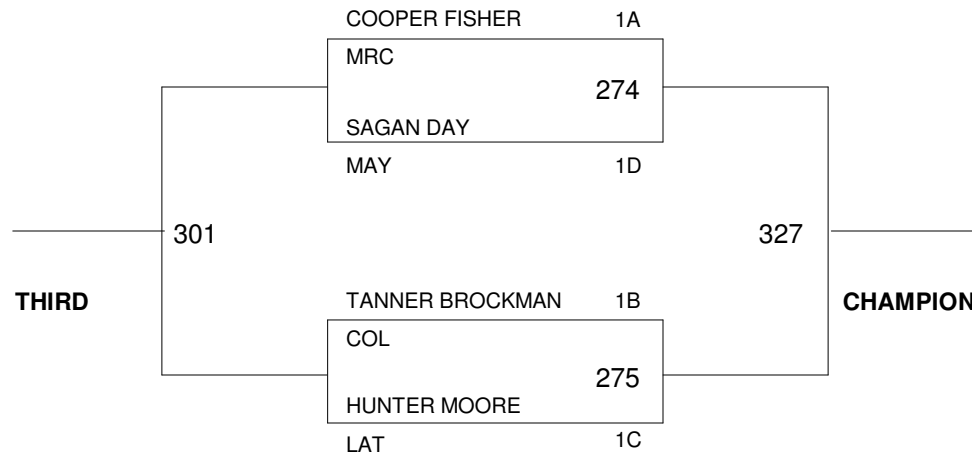 COOPER FISHER 1A
MRC
274
SAGAN DAY
MAY 1D
301 327
THIRD TANNER BROCKMAN 1B CHAMPION
COL
275
HUNTER MOORE
LAT 1C